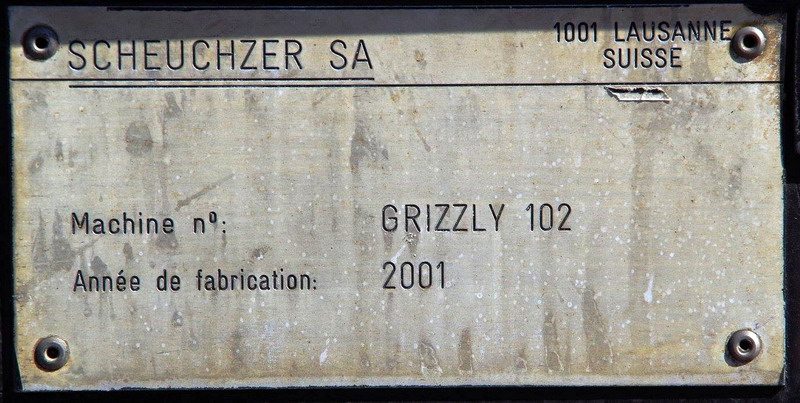 SCHEUCHZER SA
1001 LAUSANNE
SUISSE
Machine nº: GRIZZLY 102
Année de fabrication: 2001